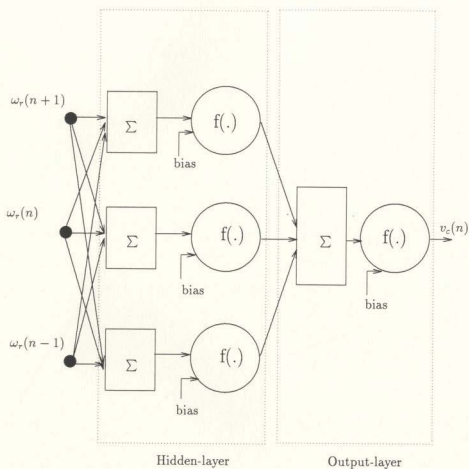 ω_r(n+1)
Σ
f(.)
bias
ω_r(n)
Σ
f(.)
bias
ω_r(n−1)
Σ
f(.)
bias
Σ
f(.)
v_c(n)
bias
Hidden-layer
Output-layer